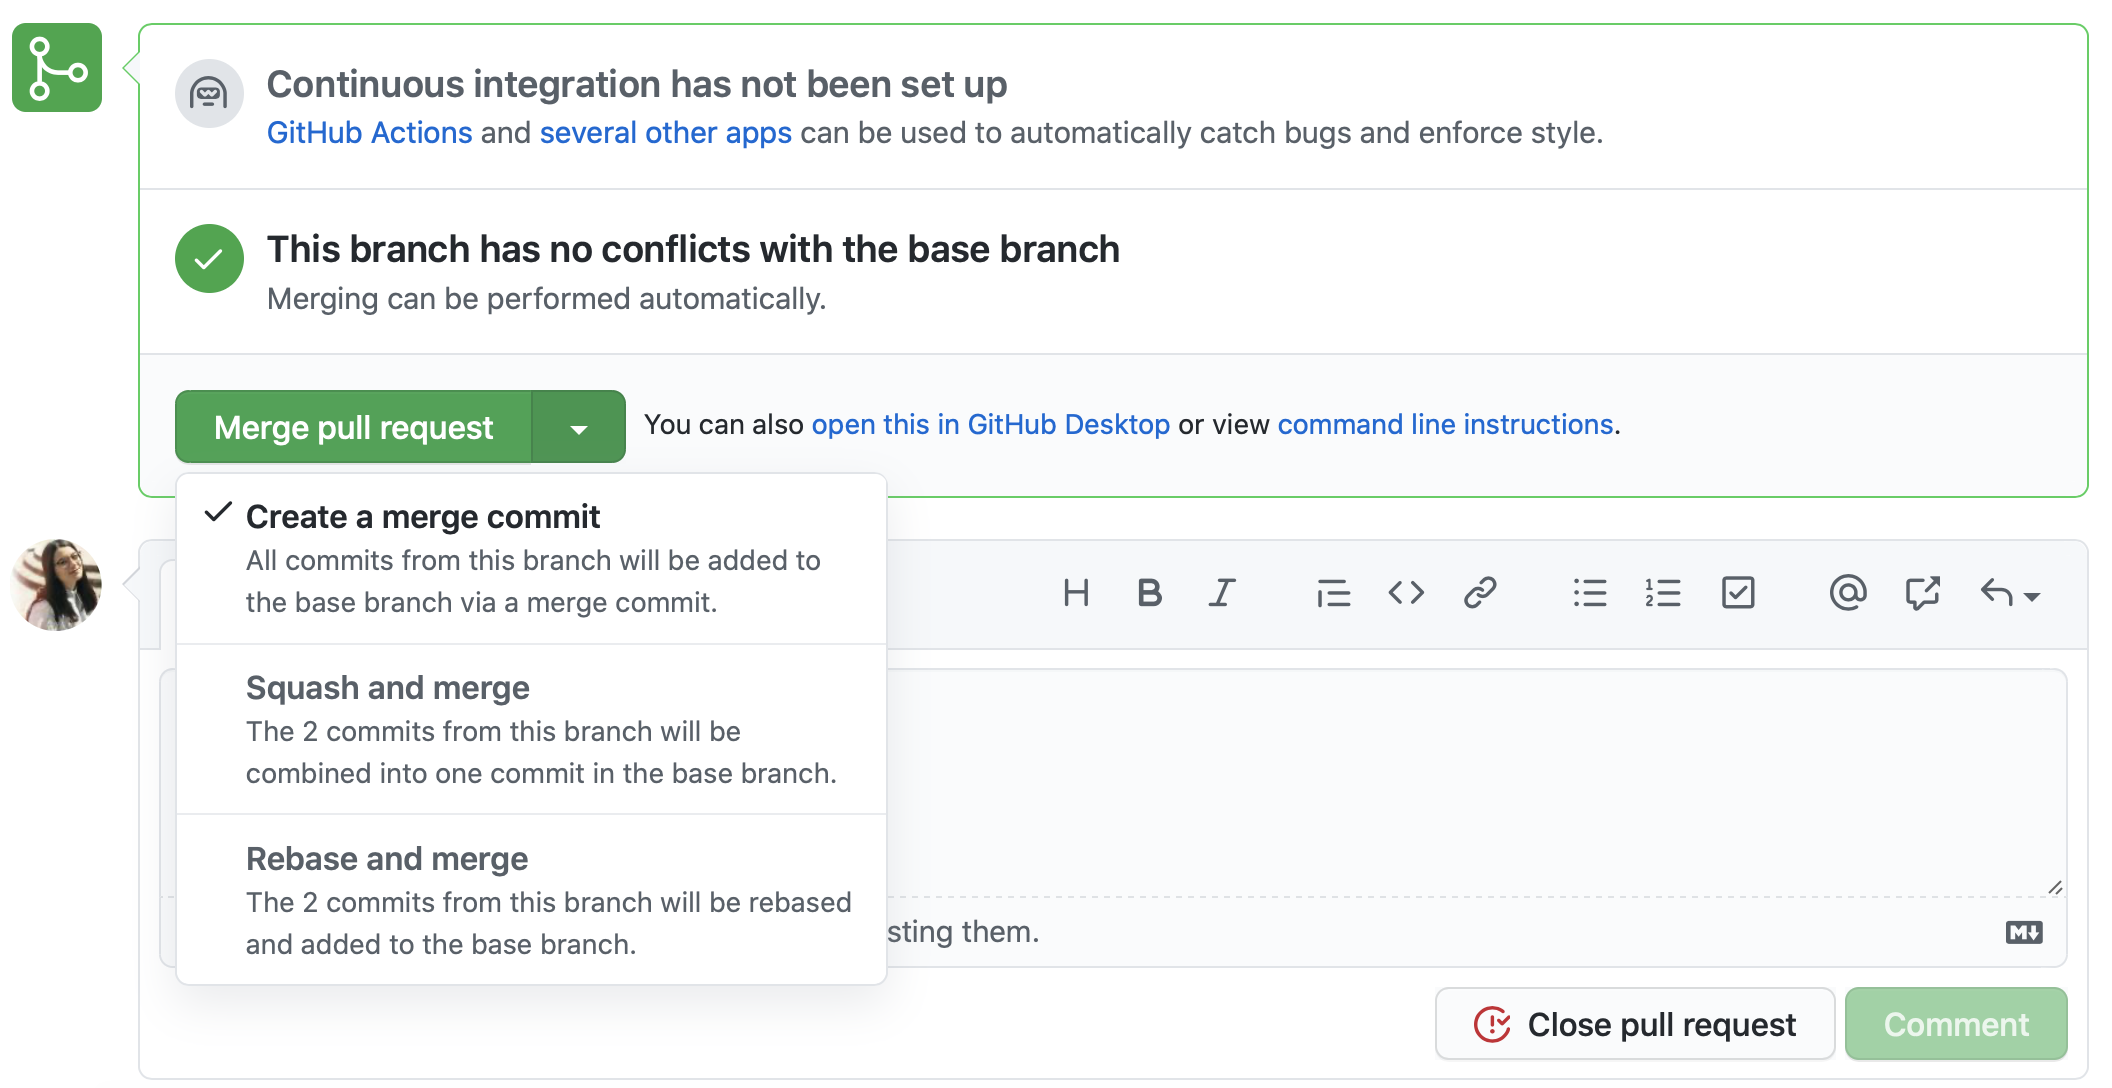 Continuous integration has not been set up
GitHub Actions and several other apps can be used to automatically catch bugs and enforce style.
This branch has no conflicts with the base branch
Merging can be performed automatically.
Merge pull request
You can also open this in GitHub Desktop or view command line instructions.
Create a merge commit
All commits from this branch will be added to
the base branch via a merge commit.
Squash and merge
The 2 commits from this branch will be
combined into one commit in the base branch.
Rebase and merge
The 2 commits from this branch will be rebased
and added to the base branch.
sting them.
Close pull request
Comment